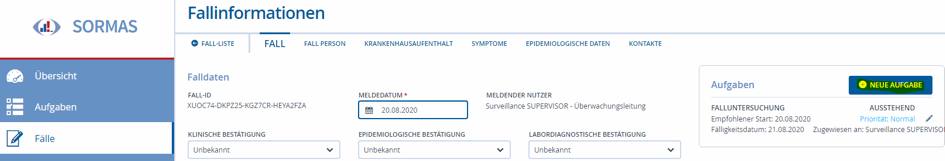 SORMAS
Übersicht
Aufgaben
Fälle
Fallinformationen
FALL-LISTE FALL FALL PERSON KRANKENHAUSAUFENTHALT SYMPTOME EPIDEMIOLOGISCHE DATEN KONTAKTE
Falldaten
FALL-ID MELDEDATUM * MELDENDER NUTZER
XUOC74-DKPZ25-KGZ7CR-HEYA2FZA 20.08.2020 Surveillance SUPERVISOR - Überwachungsleitung
KLINISCHE BESTÄTIGUNG EPIDEMIOLOGISCHE BESTÄTIGUNG LABORDIAGNOSTISCHE BESTÄTIGUNG
Unbekannt Unbekannt Unbekannt
Aufgaben NEUE AUFGABE
FALLUNTERSUCHUNG AUSSTEHEND
Empfohlener Start: 20.08.2020 Priorität: Normal
Fälligkeitsdatum: 21.08.2020 Zugewiesen an: Surveillance SUPERVISOR